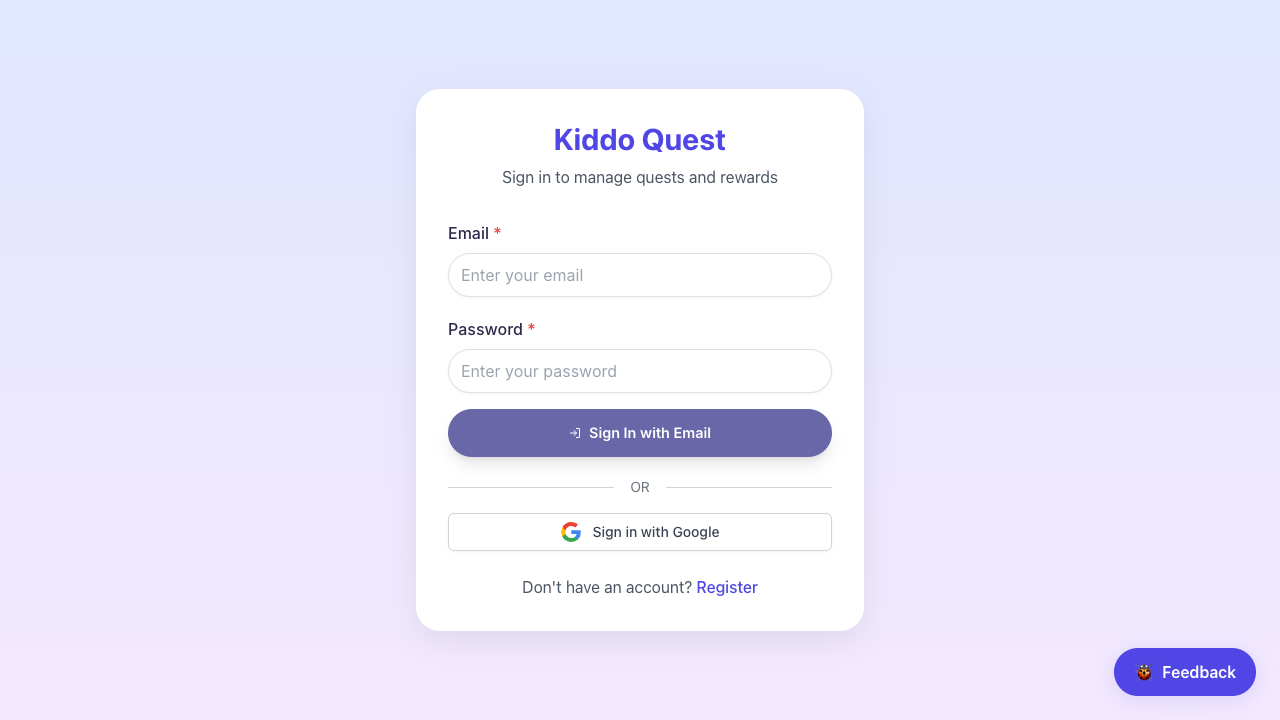 Kiddo Quest
Sign in to manage quests and rewards
Email *
Enter your email
Password *
Enter your password
Sign In with Email
OR
Sign in with Google
Don't have an account? Register
Feedback